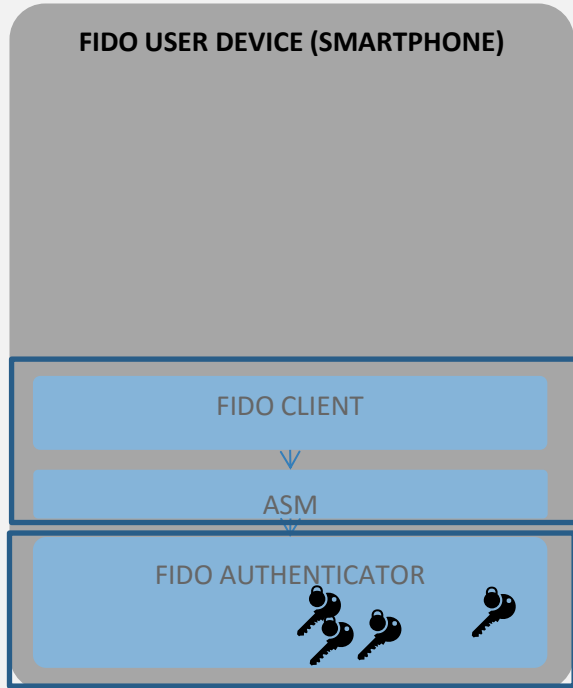 FIDO USER DEVICE (SMARTPHONE)
FIDO CLIENT
ASM
FIDO AUTHENTICATOR